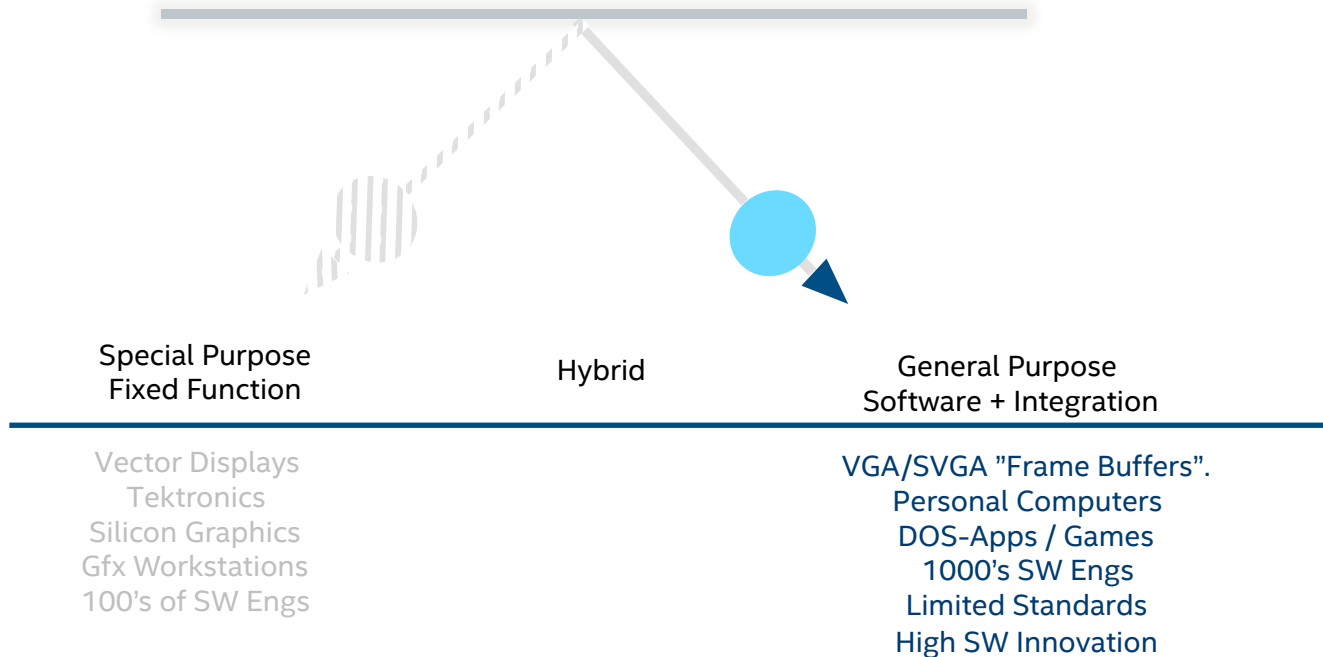 Special Purpose
Fixed Function
Hybrid
General Purpose
Software + Integration
Vector Displays
Tektronics
Silicon Graphics
Gfx Workstations
100’s of SW Engs
VGA/SVGA ”Frame Buffers”.
Personal Computers
DOS-Apps / Games
1000’s SW Engs
Limited Standards
High SW Innovation